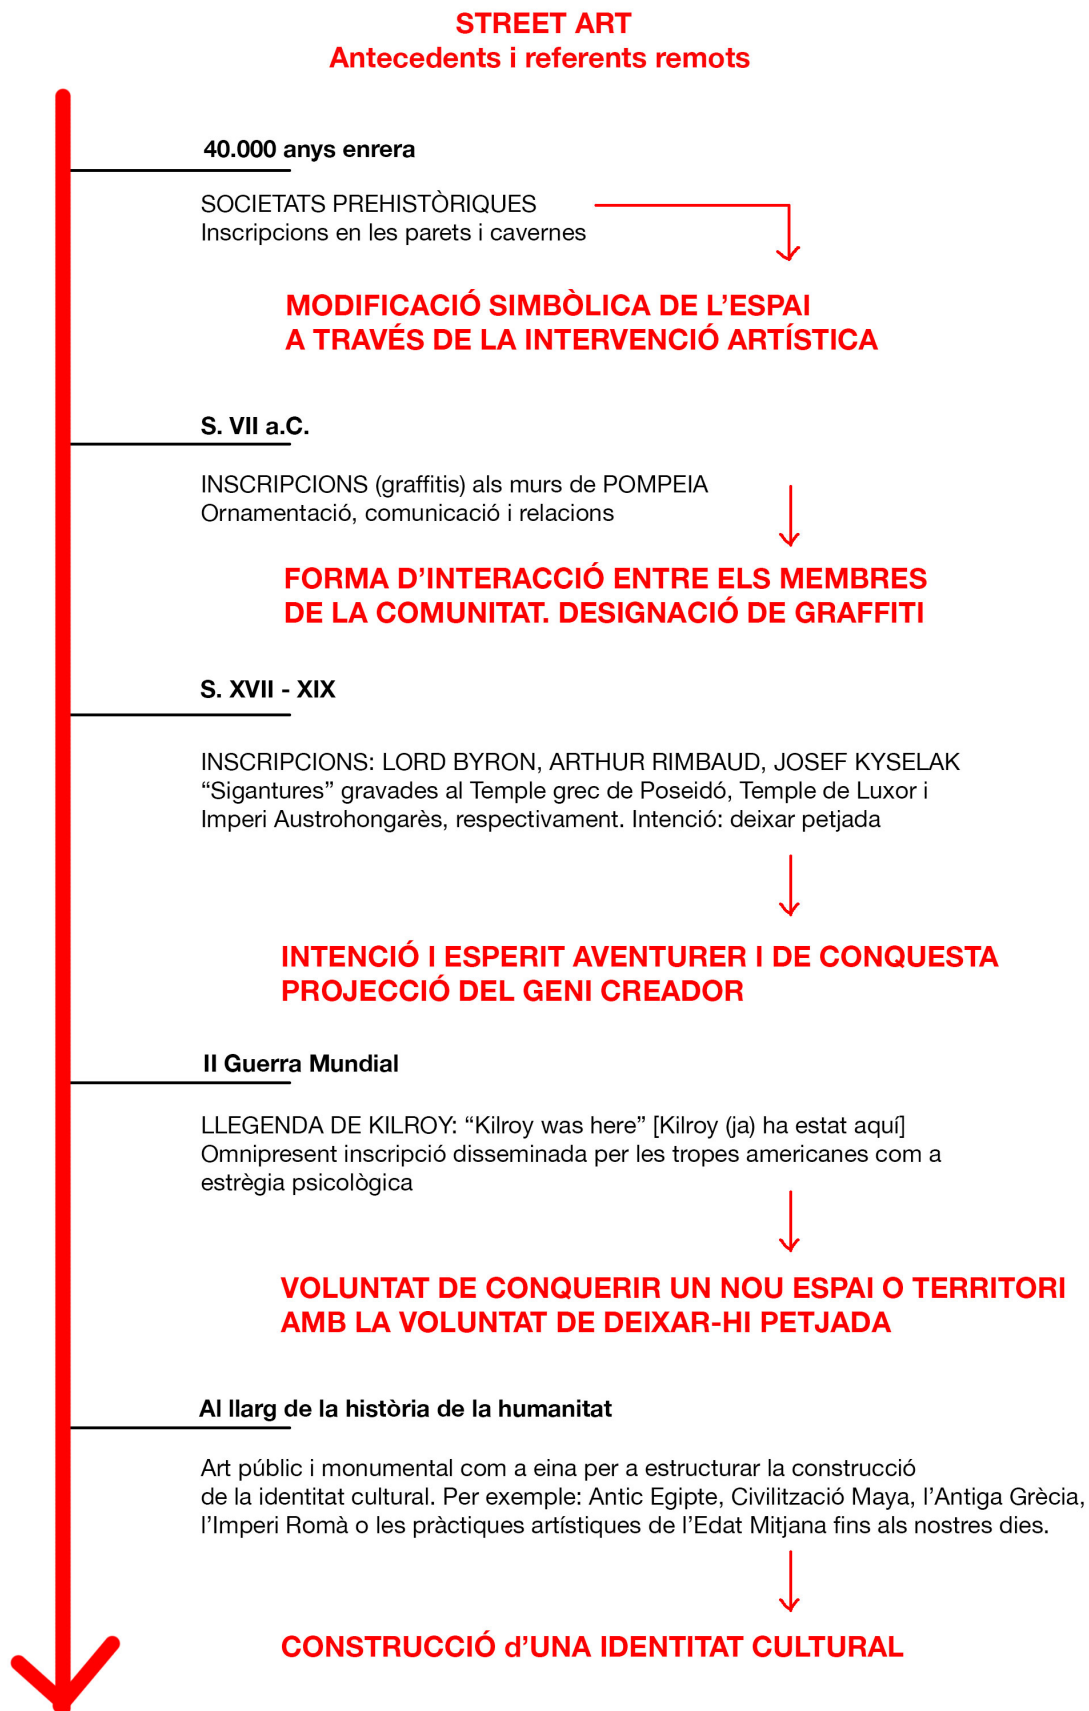 STREET ART
Antecedents i referents remots
40.000 anys enrera
SOCIETATS PREHISTÒRIQUES
Inscripcions en les parets i cavernes
MODIFICACIÓ SIMBÒLICA DE L’ESPAI
A TRAVÉS DE LA INTERVENCIÓ ARTÍSTICA
S. VII a.C.
INSCRIPCIONS (graffitis) als murs de POMPEIA
Ornamentació, comunicació i relacions
FORMA D’INTERACCIÓ ENTRE ELS MEMBRES
DE LA COMUNITAT. DESIGNACIÓ DE GRAFFITI
S. XVII - XIX
INSCRIPCIONS: LORD BYRON, ARTHUR RIMBAUD, JOSEF KYSELAK
“Sigantures” gravades al Temple grec de Poseidó, Temple de Luxor i
Imperi Austrohongarès, respectivament. Intenció: deixar petjada
INTENCIÓ I ESPERIT AVENTURER I DE CONQUESTA
PROJECCIÓ DEL GENI CREADOR
II Guerra Mundial
LLEGENDA DE KILROY: “Kilroy was here” [Kilroy (ja) ha estat aquí]
Omnipresent inscripció disseminada per les tropes americanes com a
estrègia psicològica
VOLUNTAT DE CONQUERIR UN NOU ESPAI O TERRITORI
AMB LA VOLUNTAT DE DEIXAR-HI PETJADA
Al llarg de la història de la humanitat
Art públic i monumental com a eina per a estructurar la construcció
de la identitat cultural. Per exemple: Antic Egipte, Civilització Maya, l’Antiga Grècia,
l’Imperi Romà o les pràctiques artístiques de l’Edat Mitjana fins als nostres dies.
CONSTRUCCIÓ d’UNA IDENTITAT CULTURAL